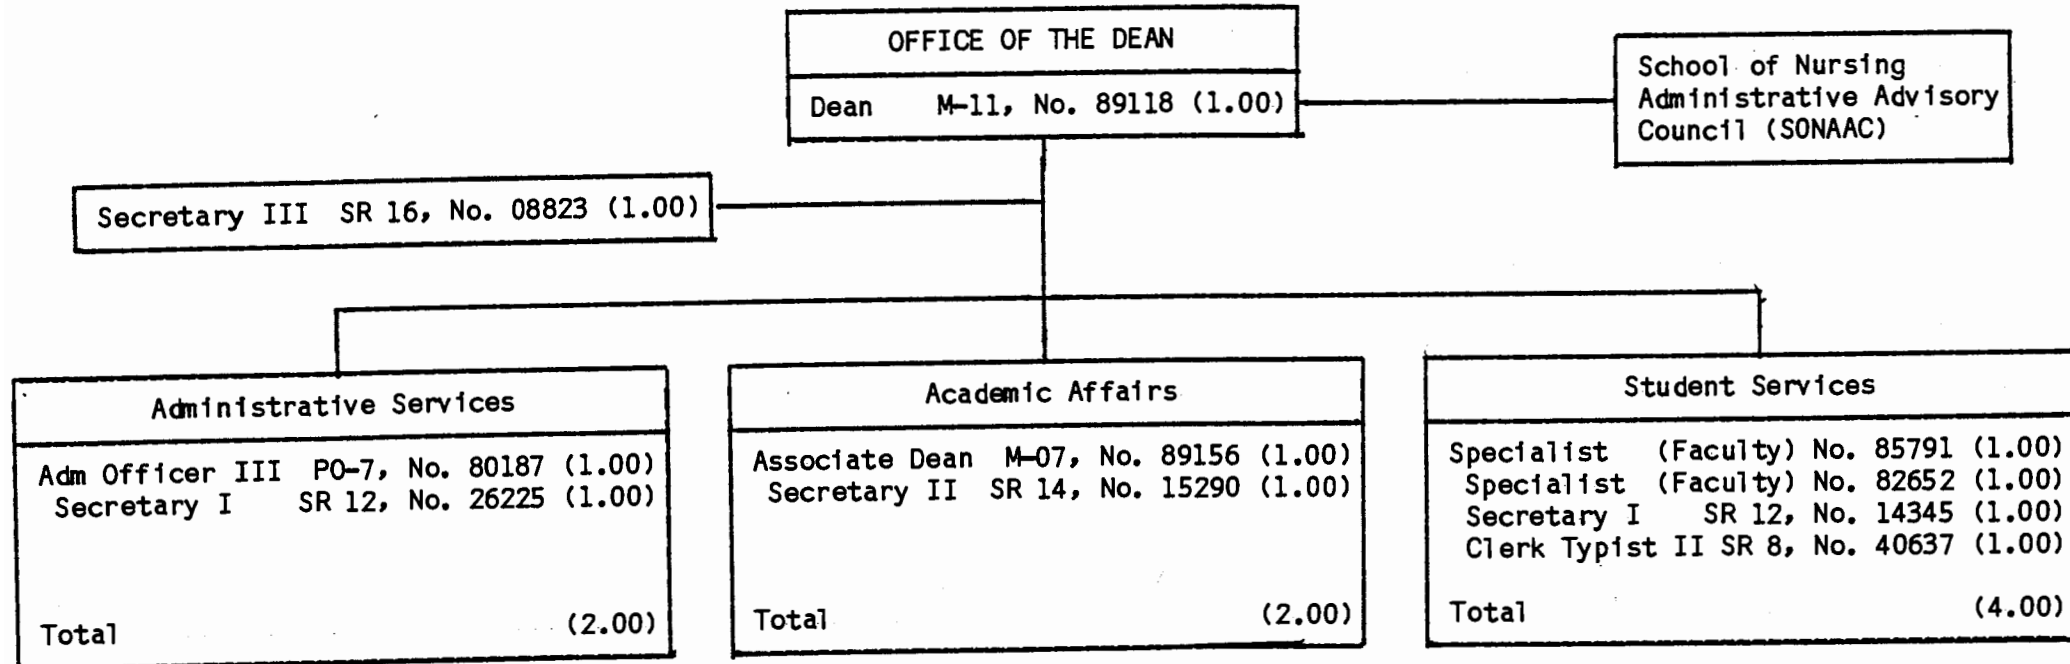 OFFICE OF THE DEAN
Dean M-11, No. 89118 (1.00)
School of Nursing
Administrative Advisory
Council (SONAAC)
Secretary III SR 16, No. 08823 (1.00)
Administrative Services
Adm Officer III PO-7, No. 80187 (1.00)
Secretary I SR 12, No. 26225 (1.00)
Total (2.00)
Academic Affairs
Associate Dean M-07, No. 89156 (1.00)
Secretary II SR 14, No. 15290 (1.00)
Total (2.00)
Student Services
Specialist (Faculty) No. 85791 (1.00)
Specialist (Faculty) No. 82652 (1.00)
Secretary I SR 12, No. 14345 (1.00)
Clerk Typist II SR 8, No. 40637 (1.00)
Total (4.00)